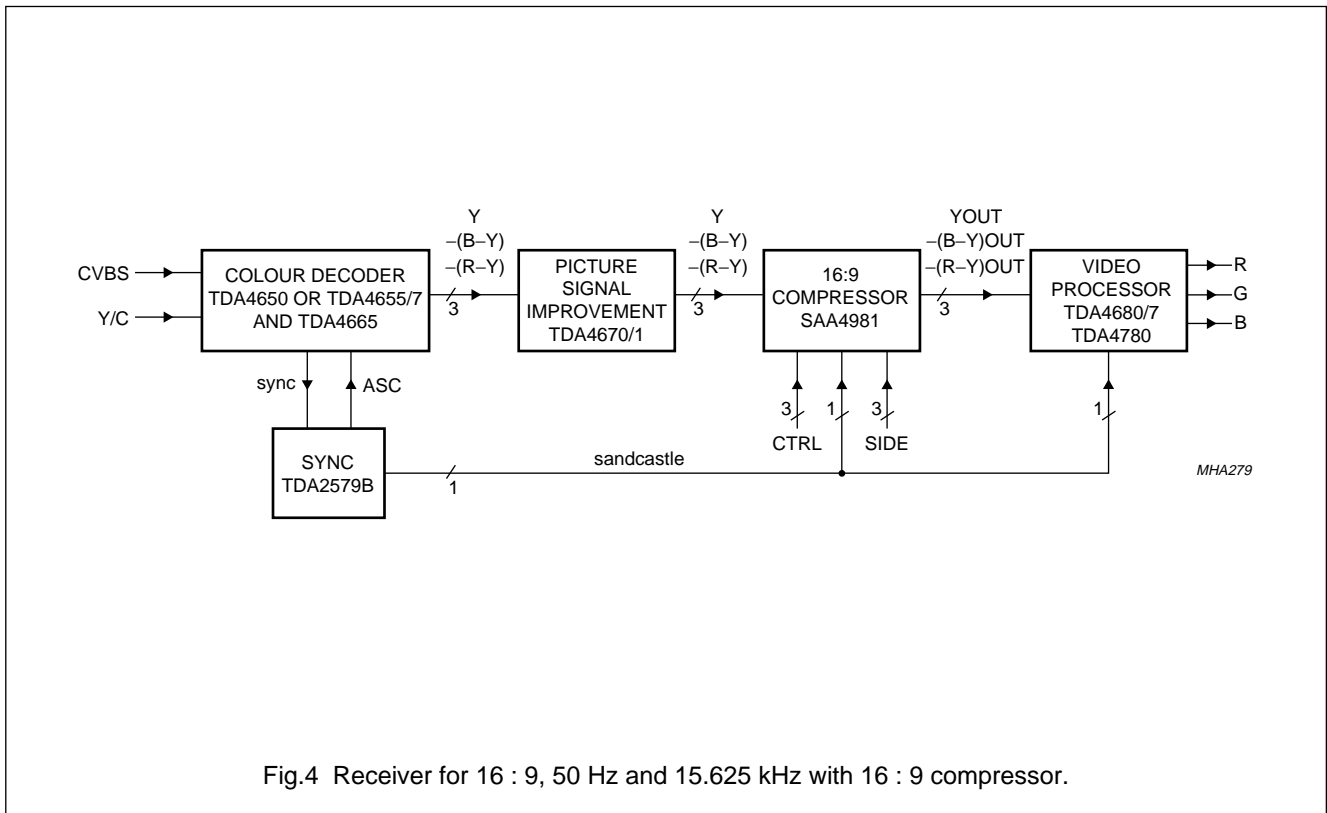 CVBS
Y/C
COLOUR DECODER
TDA4650 OR TDA4655/7
AND TDA4665
Y
−(B−Y)
−(R−Y)
3
PICTURE
SIGNAL
IMPROVEMENT
TDA4670/1
Y
−(B−Y)
−(R−Y)
3
16:9
COMPRESSOR
SAA4981
YOUT
−(B−Y)OUT
−(R−Y)OUT
3
VIDEO
PROCESSOR
TDA4680/7
TDA4780
R
G
B
sync
ASC
SYNC
TDA2579B
1
sandcastle
3
CTRL
1
3
SIDE
1
MHA279
Fig.4 Receiver for 16 : 9, 50 Hz and 15.625 kHz with 16 : 9 compressor.